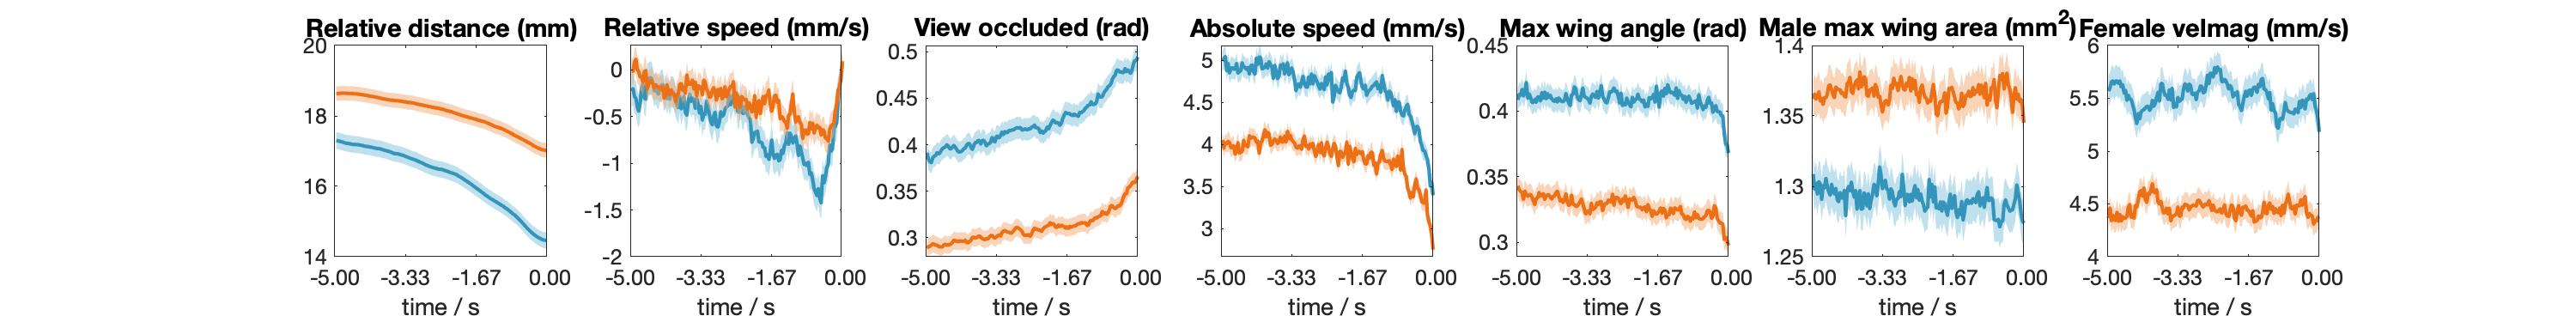 Relative distance (mm)
20
18
16
14
-5.00 -3.33 -1.67 0.00
time / s
Relative speed (mm/s)
0
-0.5
-1
-1.5
-2
-5.00 -3.33 -1.67 0.00
time / s
View occluded (rad)
0.5
0.45
0.4
0.35
0.3
-5.00 -3.33 -1.67 0.00
time / s
Absolute speed (mm/s)
5
4.5
4
3.5
3
-5.00 -3.33 -1.67 0.00
time / s
Max wing angle (rad)
0.45
0.4
0.35
0.3
-5.00 -3.33 -1.67 0.00
time / s
Male max wing area (mm²)
1.4
1.35
1.3
1.25
-5.00 -3.33 -1.67 0.00
time / s
Female velmag (mm/s)
6
5.5
5
4.5
4
-5.00 -3.33 -1.67 0.00
time / s